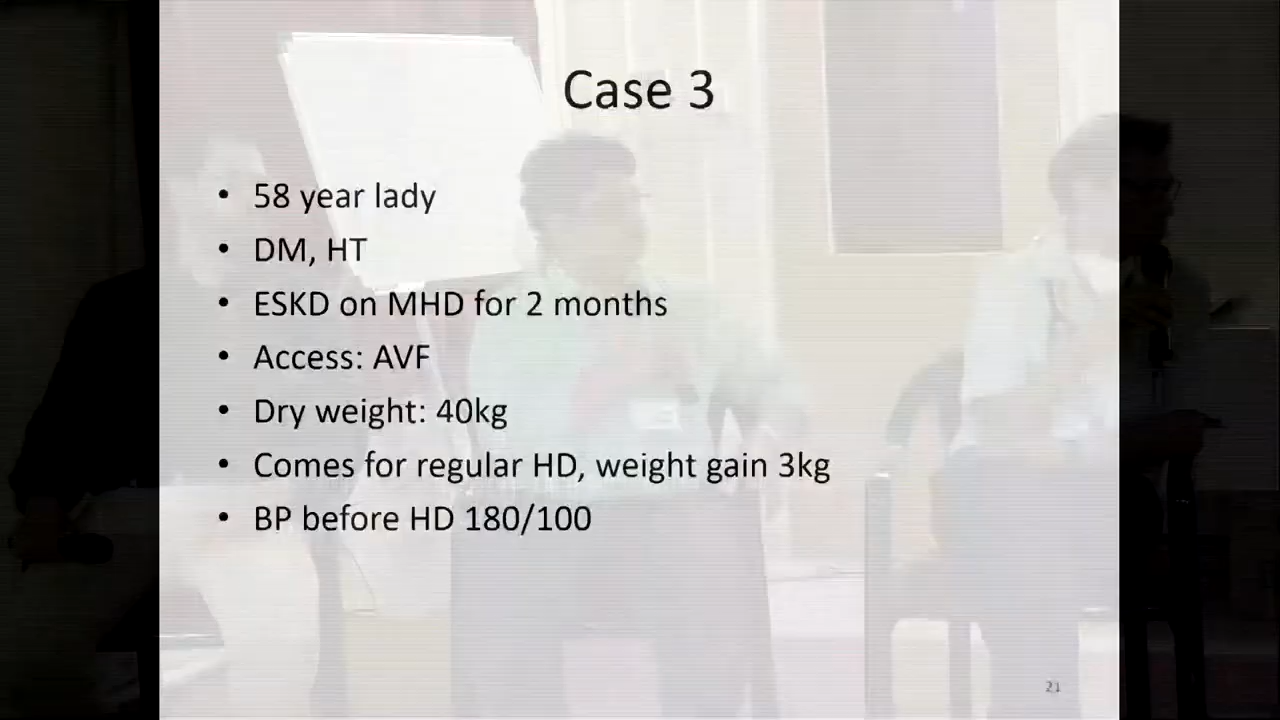 Case 3
• 58 year lady
• DM, HT
• ESKD on MHD for 2 months
• Access: AVF
• Dry weight: 40kg
• Comes for regular HD, weight gain 3kg
• BP before HD 180/100
21